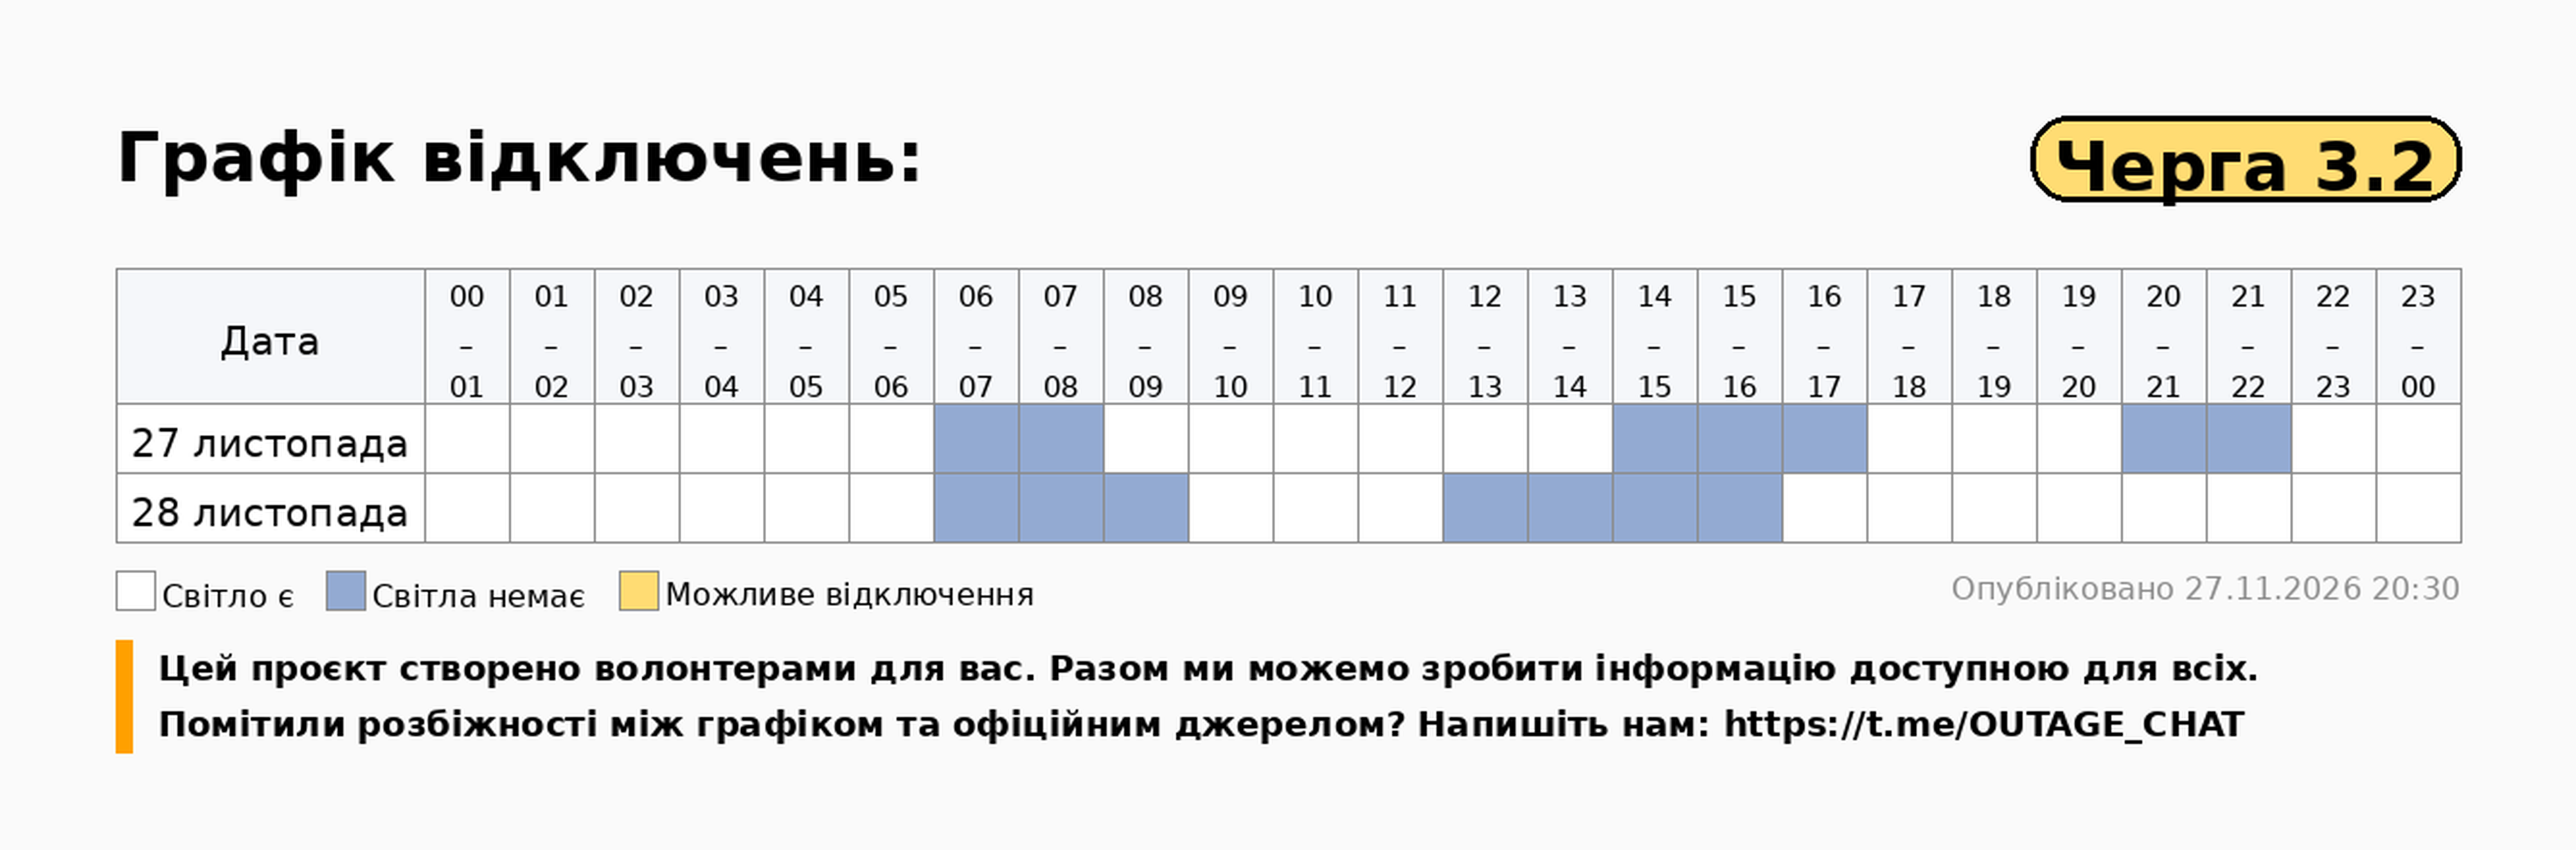 Графік відключень:
Черга 3.2
Дата
00 – 01
01 – 02
02 – 03
03 – 04
04 – 05
05 – 06
06 – 07
07 – 08
08 – 09
09 – 10
10 – 11
11 – 12
12 – 13
13 – 14
14 – 15
15 – 16
16 – 17
17 – 18
18 – 19
19 – 20
20 – 21
21 – 22
22 – 23
23 – 00
27 листопада
28 листопада
Світло є
Світла немає
Можливе відключення
Опубліковано 27.11.2026 20:30
Цей проєкт створено волонтерами для вас. Разом ми можемо зробити інформацію доступною для всіх.
Помітили розбіжності між графіком та офіційним джерелом? Напишіть нам: https://t.me/OUTAGE_CHAT